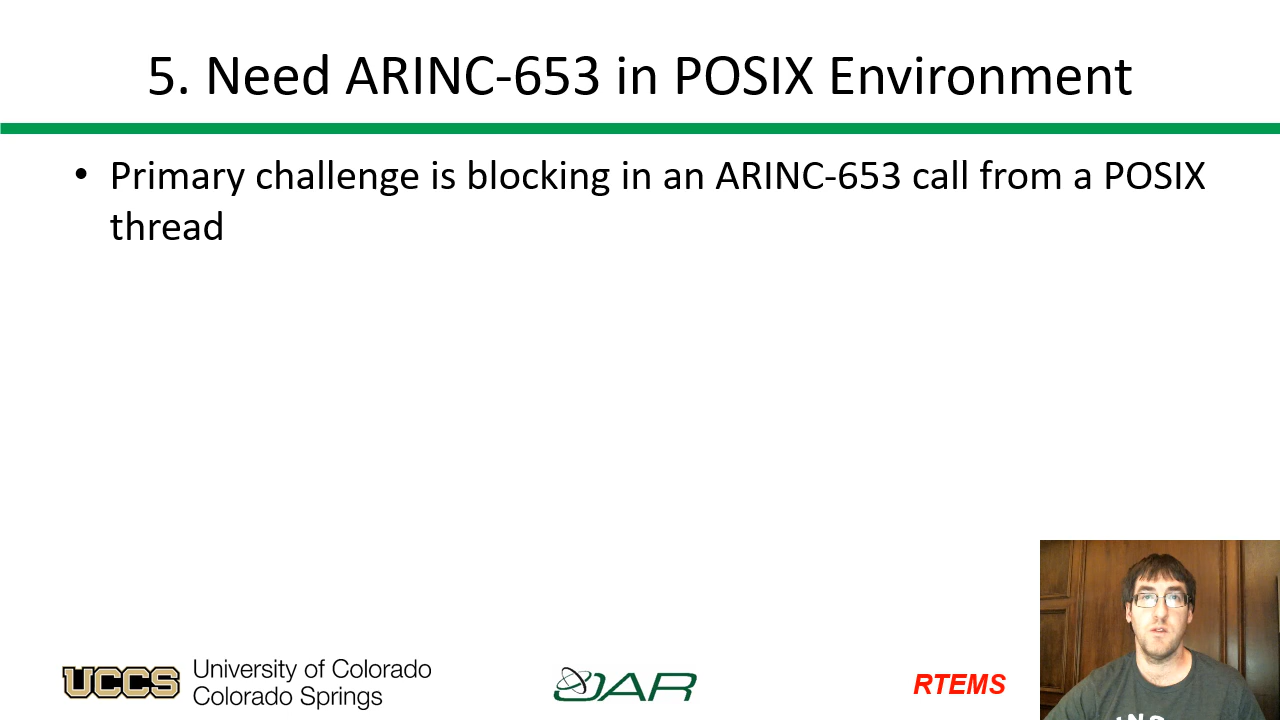 5. Need ARINC-653 in POSIX Environment
• Primary challenge is blocking in an ARINC-653 call from a POSIX
thread
UCCS
University of Colorado
Colorado Springs
OAR
RTEMS